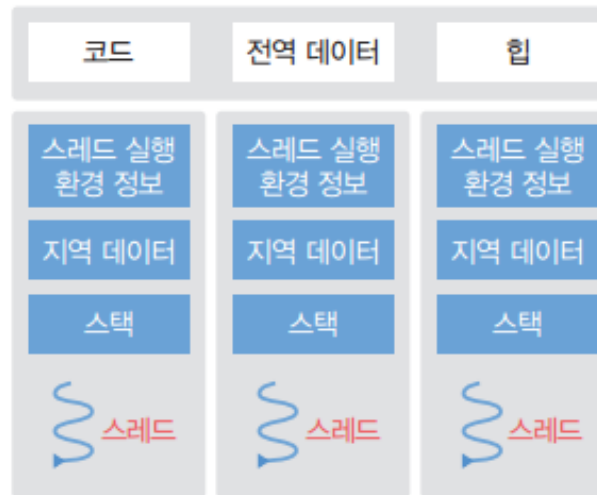 코드
전역 데이터
힙
스레드 실행
환경 정보
지역 데이터
스택
스레드
스레드 실행
환경 정보
지역 데이터
스택
스레드
스레드 실행
환경 정보
지역 데이터
스택
스레드